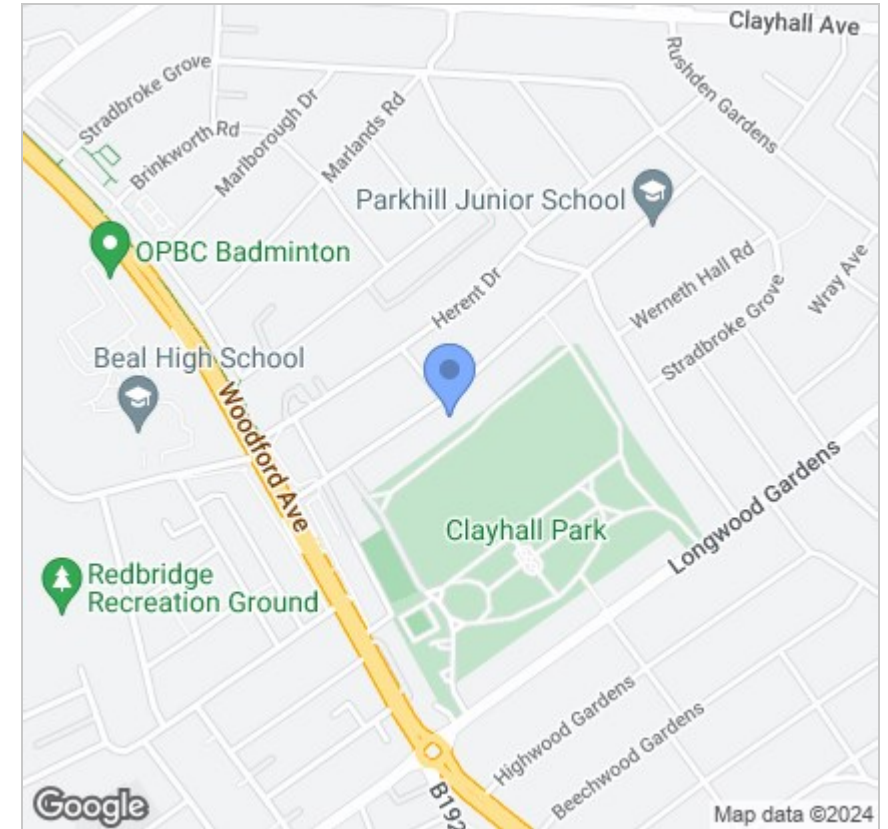 Clayhall Ave
Rushden Gardens
Stradbroke Grove
Marlborough Dr
Marlands Rd
Brinkworth Rd
Parkhill Junior School
OPBC Badminton
Werneth Hall Rd
Wray Ave
Herent Dr
Stradbroke Grove
Beal High School
Woodford Ave
Longwood Gardens
Clayhall Park
Redbridge
Recreation Ground
Highwood Gardens
Beechwood Gardens
B192
Google
Map data ©2024